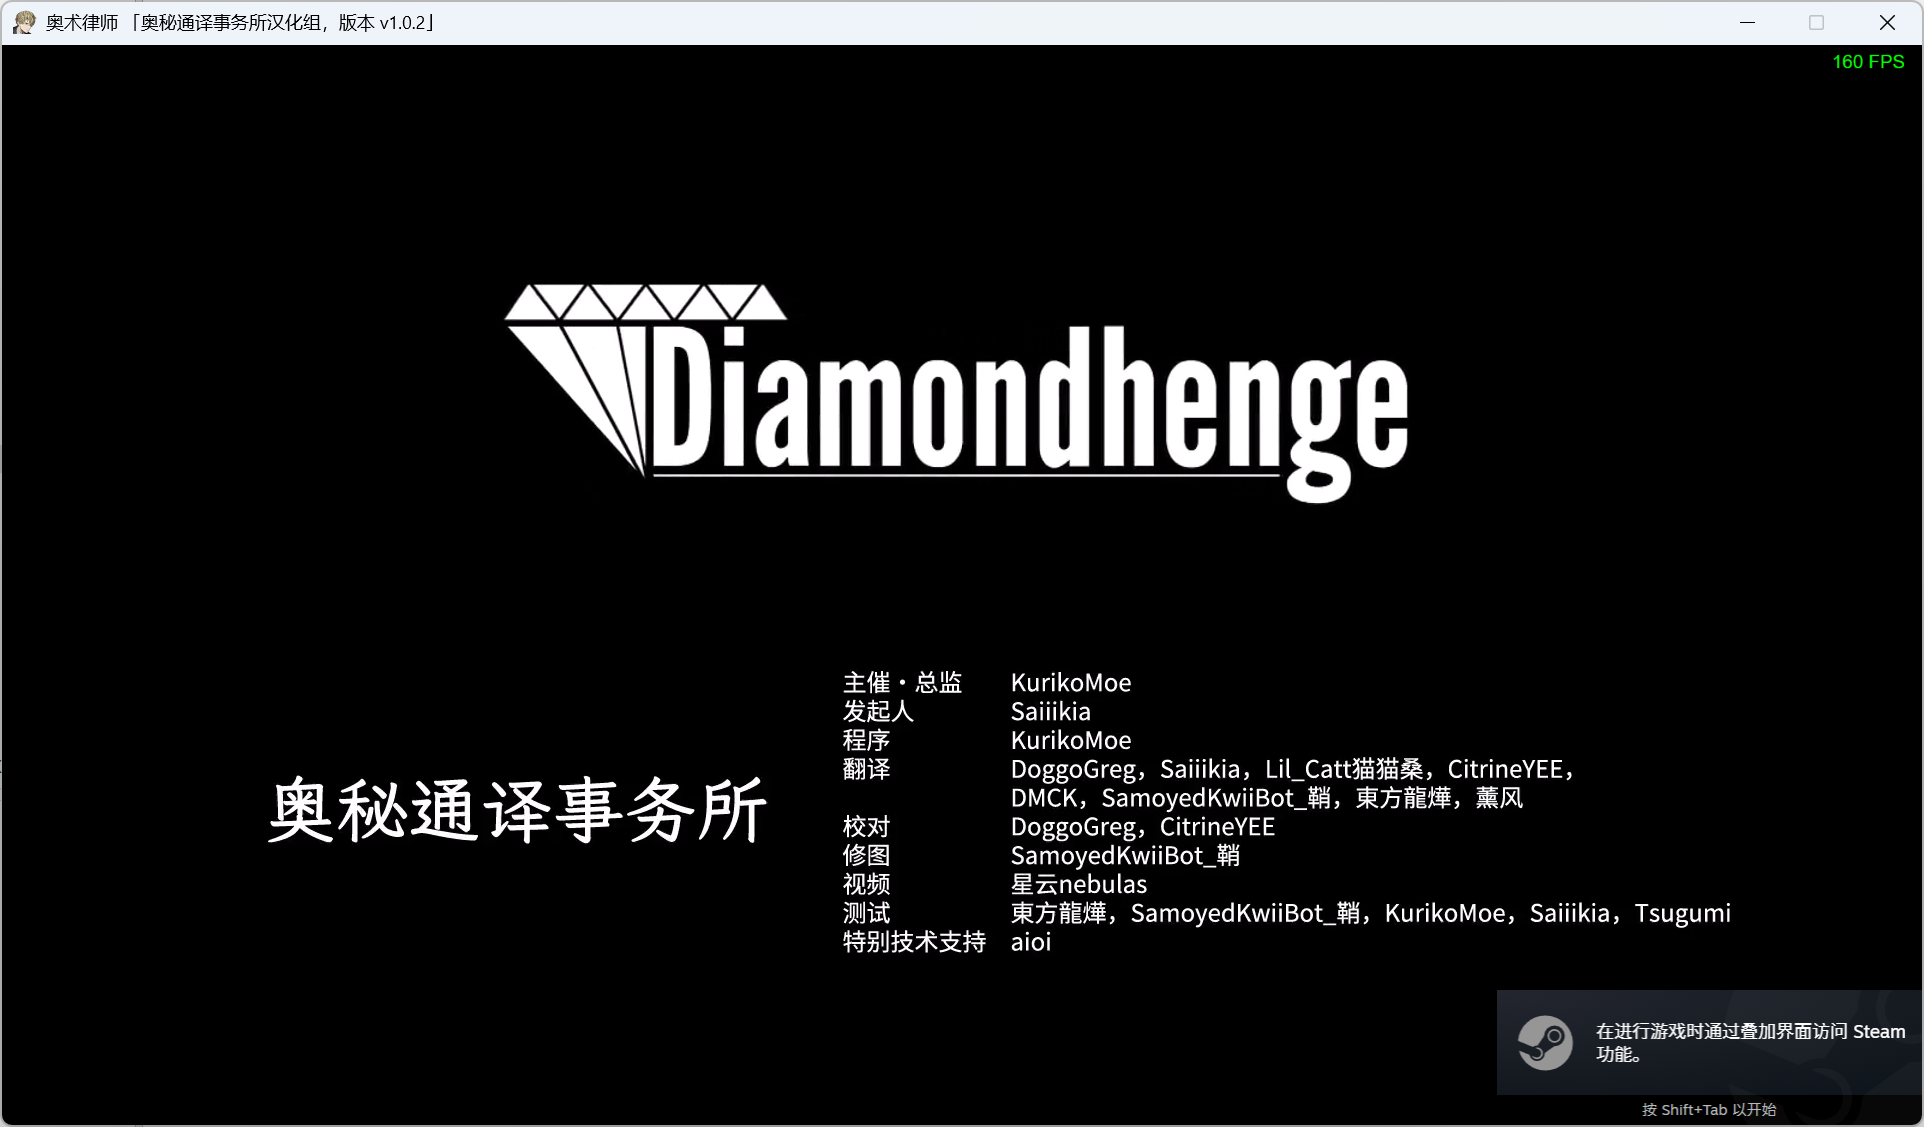 奥术律师 「奥秘通译事务所汉化组，版本 v1.0.2」
160 FPS
Diamondhenge
奥秘通译事务所
主催・总监 KurikoMoe
发起人 Saiiikia
程序 KurikoMoe
翻译 DoggoGreg，Saiiikia，Lil_Catt猫猫桑，CitrineYEE，
DMCK，SamoyedKwiiBot_鞘，東方龍燁，薰风
校对 DoggoGreg，CitrineYEE
修图 SamoyedKwiiBot_鞘
视频 星云nebulas
测试 東方龍燁，SamoyedKwiiBot_鞘，KurikoMoe，Saiiikia，Tsugumi
特别技术支持 aioi
在进行游戏时通过叠加界面访问 Steam
功能。
按 Shift+Tab 以开始